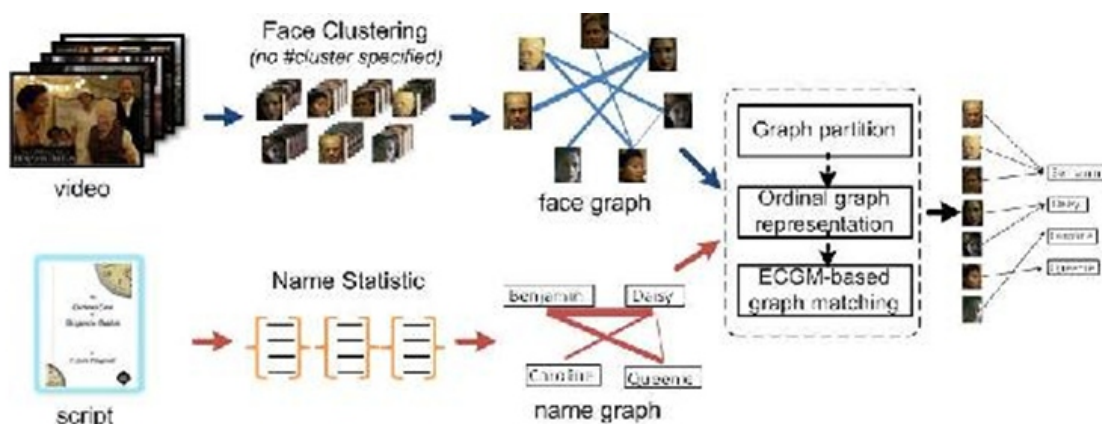 Face Clustering
(no #cluster specified)
video
face graph
Graph partition
Ordinal graph
representation
ECGM-based
graph matching
Benjamin
Daisy
Name Statistic
Benjamin
Daisy
Caroline
Queenie
name graph
script